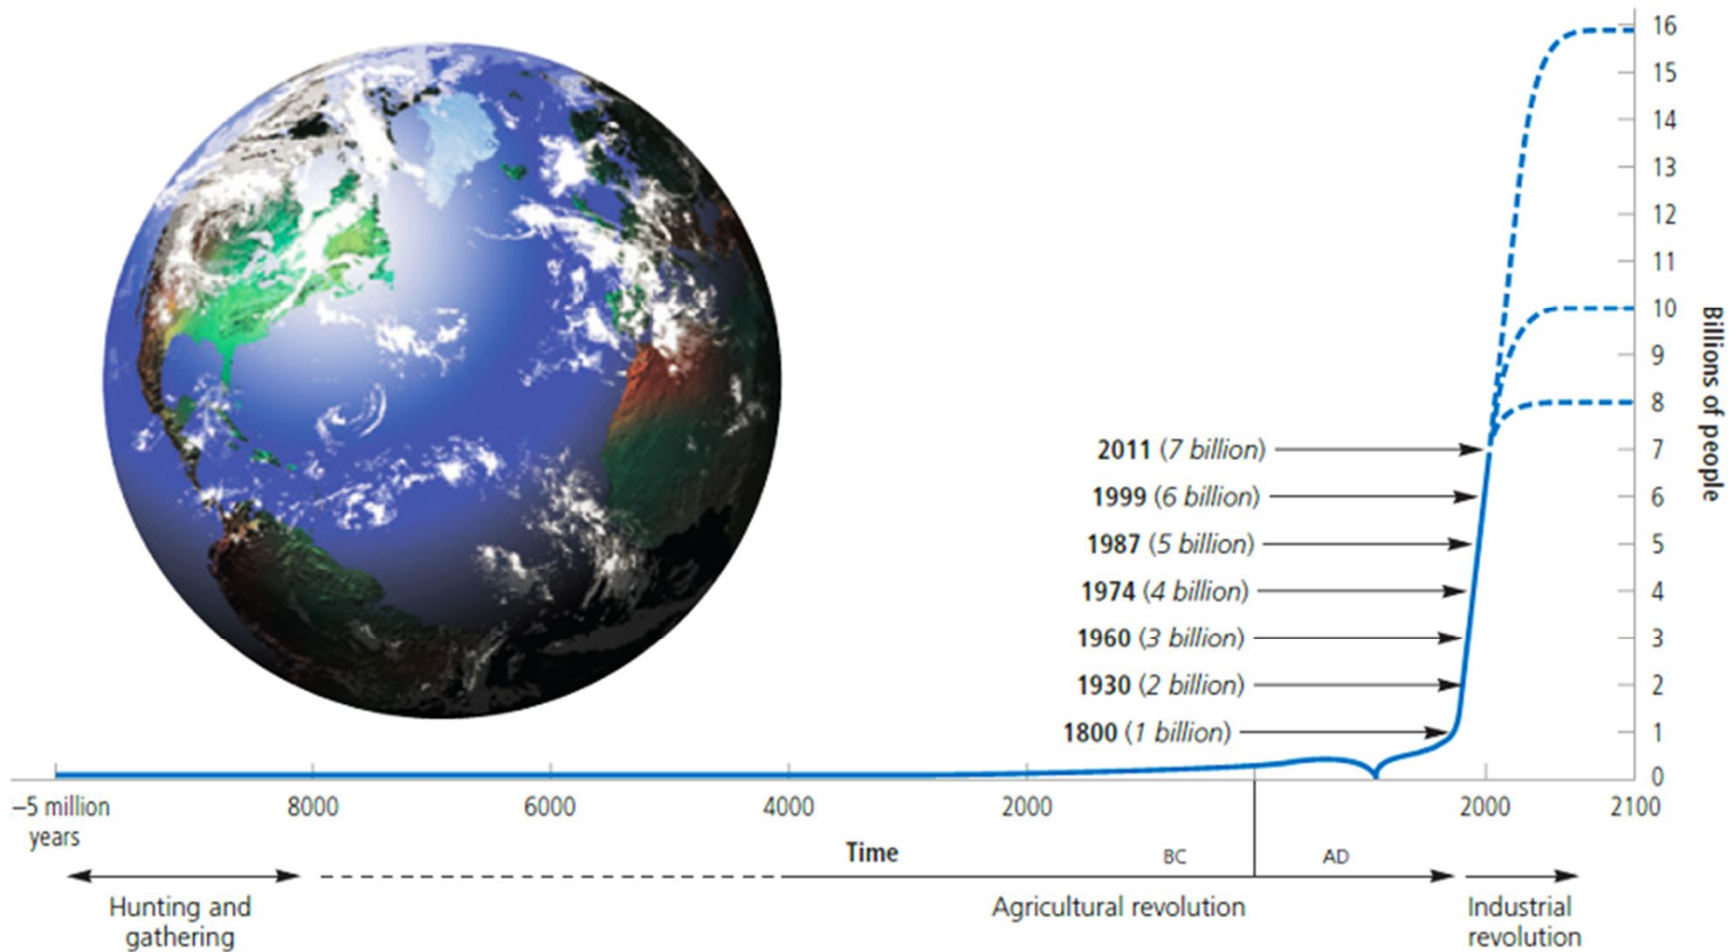 16
15
14
13
12
11
10
9
8
7
6
5
4
3
2
1
0
Billions of people
2011 (7 billion)
1999 (6 billion)
1987 (5 billion)
1974 (4 billion)
1960 (3 billion)
1930 (2 billion)
1800 (1 billion)
–5 million
years
8000
6000
4000
2000
2000
2100
Time
BC
AD
Hunting and
gathering
Agricultural revolution
Industrial
revolution